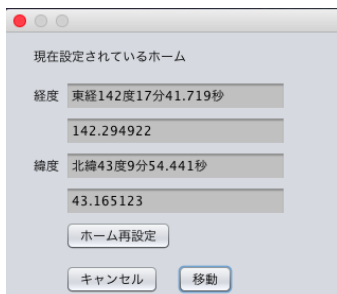 現在設定されているホーム
経度 東経142度17分41.719秒
142.294922
緯度 北緯43度9分54.441秒
43.165123
ホーム再設定
キャンセル 移動